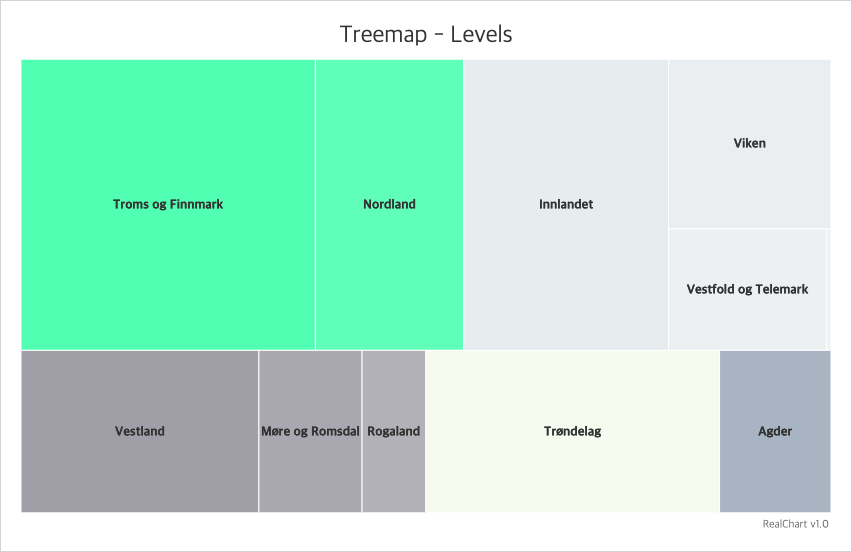 Treemap - Levels
Troms og Finnmark
Nordland
Innlandet
Viken
Vestfold og Telemark
Vestland
Møre og Romsdal
Rogaland
Trøndelag
Agder
RealChart v1.0